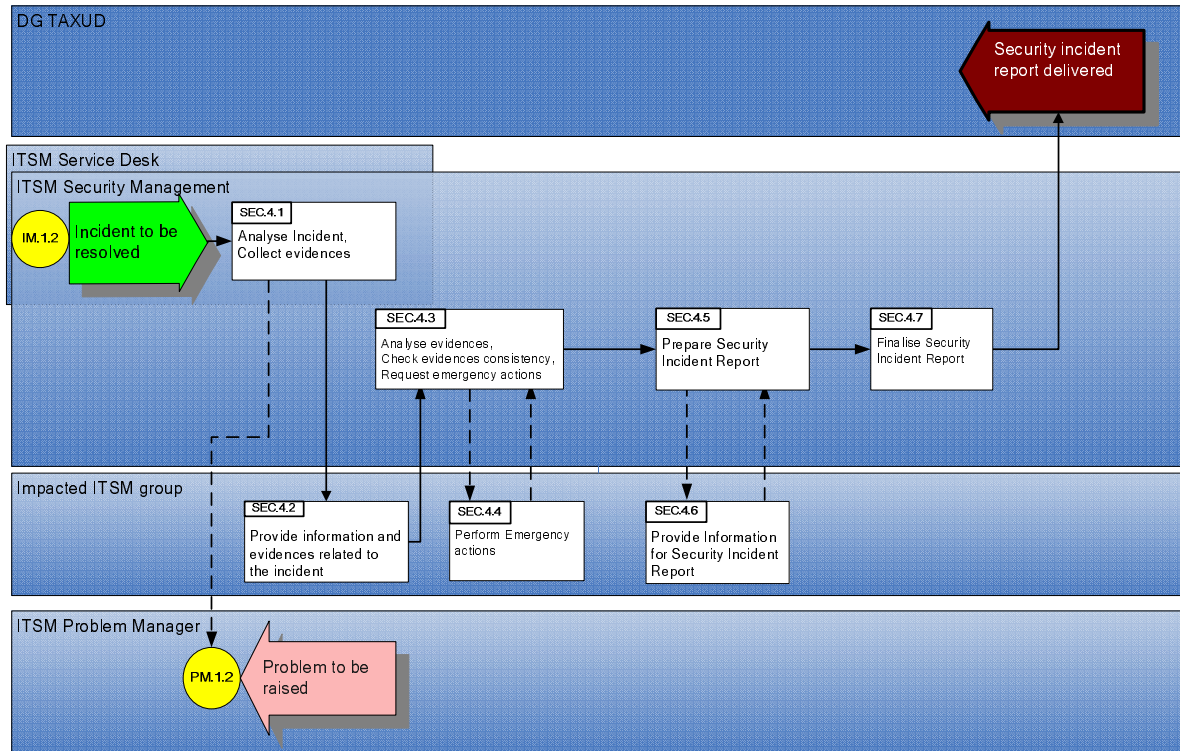 DG TAXUD
Security incident
report delivered
ITSM Service Desk
ITSM Security Management
IM.1.2
Incident to be
resolved
SEC.4.1
Analyse Incident,
Collect evidences
SEC.4.3
Analyse evidences,
Check evidences consistency,
Request emergency actions
SEC.4.5
Prepare Security
Incident Report
SEC.4.7
Finalise Security
Incident Report
Impacted ITSM group
SEC.4.2
Provide information and
evidences related to
the incident
SEC.4.4
Perform Emergency
actions
SEC.4.6
Provide Information
for Security Incident
Report
ITSM Problem Manager
PM.1.2
Problem to be
raised